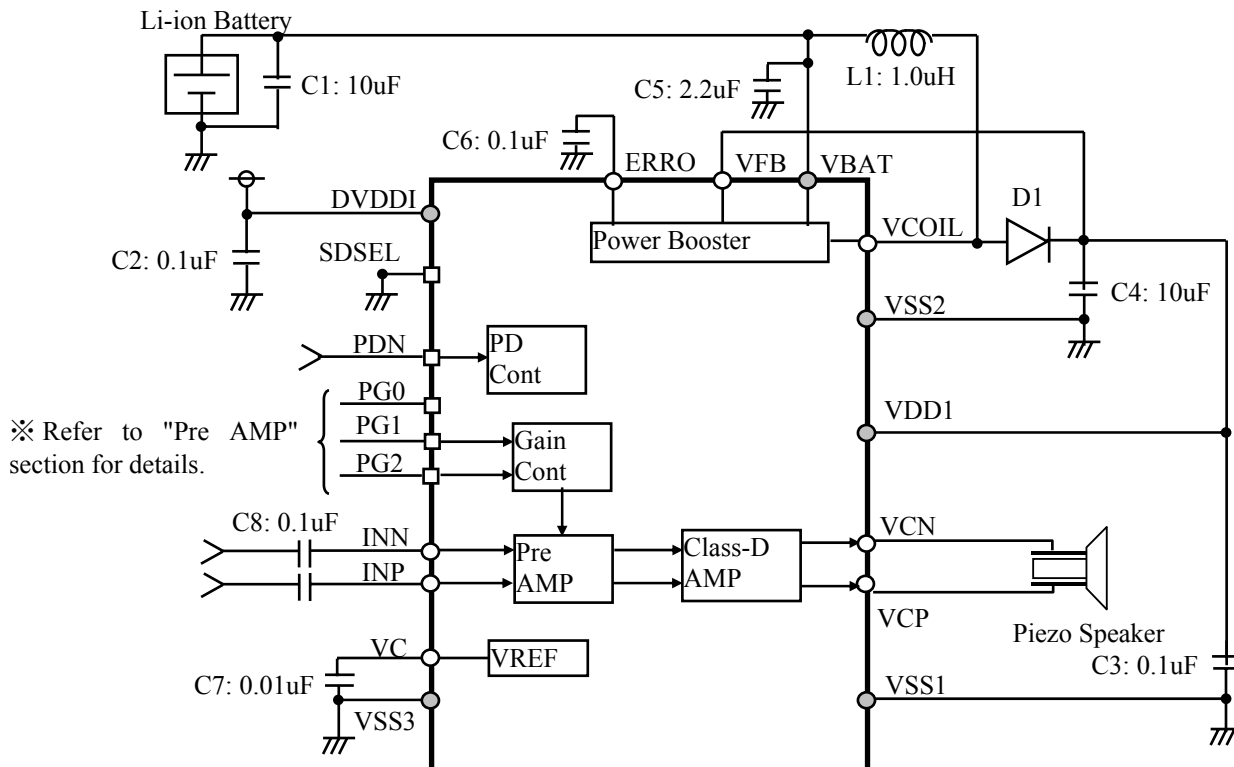 Li-ion Battery
C1: 10uF
C5: 2.2uF
L1: 1.0uH
C6: 0.1uF
ERRO
VFB
VBAT
DVDDI
Power Booster
VCOIL
D1
C2: 0.1uF
SDSEL
C4: 10uF
VSS2
PDN
PD
Cont
PG0
VDD1
※ Refer to "Pre AMP"
section for details.
PG1
PG2
Gain
Cont
C8: 0.1uF
INN
INP
Pre
AMP
Class-D
AMP
VCN
VCP
Piezo Speaker
VC
VREF
C3: 0.1uF
C7: 0.01uF
VSS3
VSS1